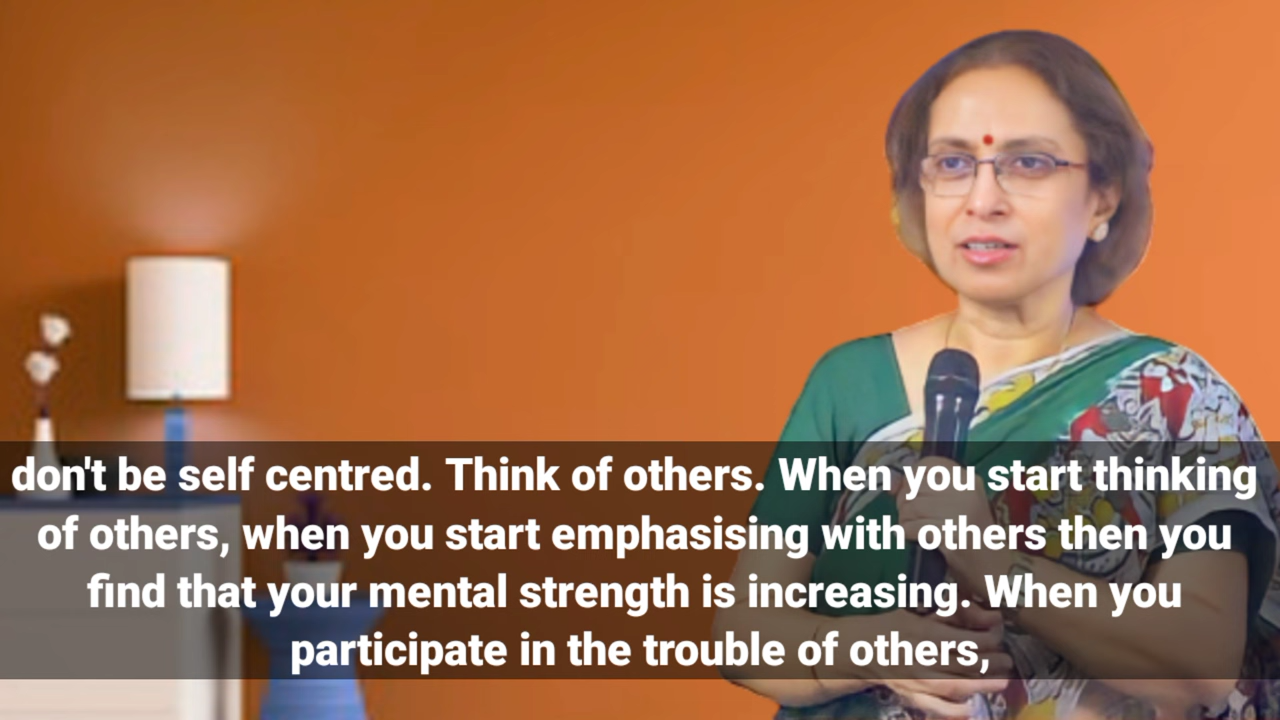 don't be self centred. Think of others. When you start thinking
of others, when you start emphasising with others then you
find that your mental strength is increasing. When you
participate in the trouble of others,